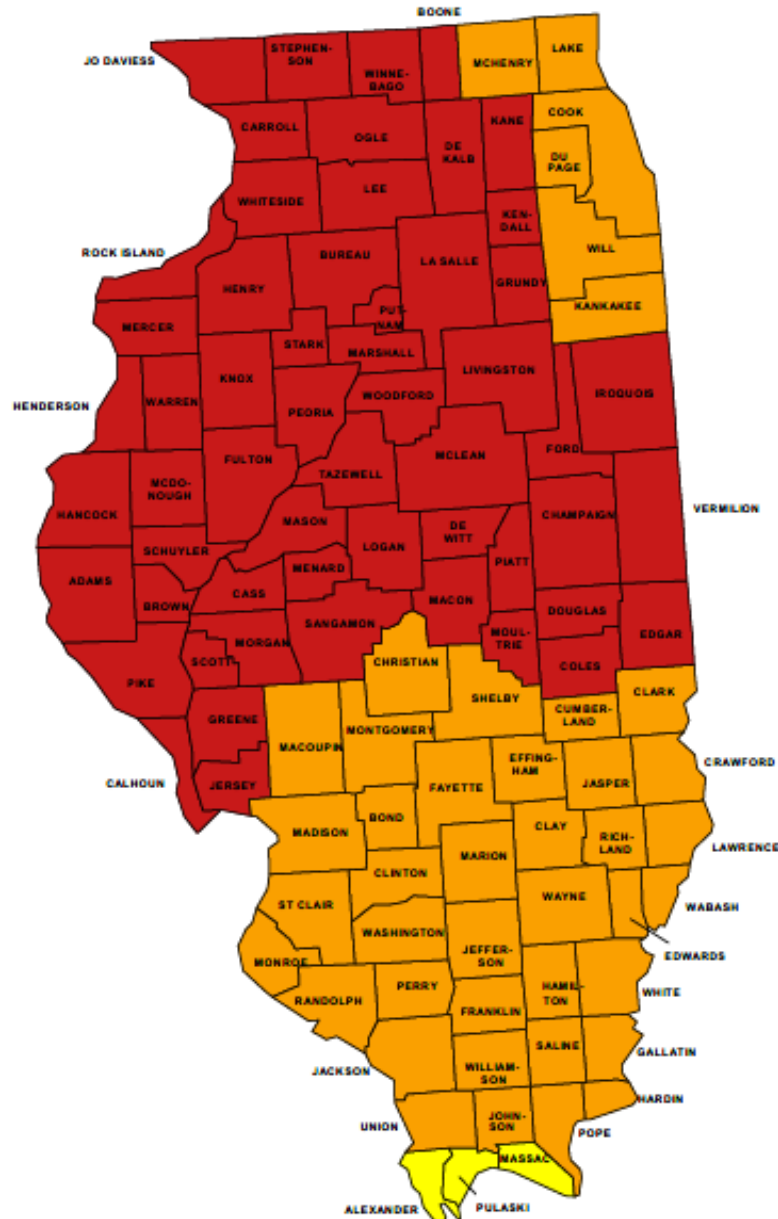 BOONE
JO DAVIESS
STEPHEN-
SON
WINNE-
BAGO
MCHENRY
LAKE
CARROLL
OGLE
DE
KALB
KANE
COOK
DU
PAGE
WHITESIDE
LEE
KEN-
DALL
ROCK ISLAND
HENRY
BUREAU
LA SALLE
GRUNDY
WILL
KANKAKEE
MERCER
PUT-
NAM
STARK
MARSHALL
HENDERSON
WARREN
KNOX
PEORIA
WOODFORD
LIVINGSTON
IROQUOIS
HANCOCK
MCDO-
NOUGH
FULTON
TAZEWELL
MCLEAN
FORD
VERMILION
SCHUYLER
MASON
LOGAN
DE
WITT
CHAMPAIGN
ADAMS
BROWN
CASS
MENARD
PIATT
MACON
DOUGLAS
PIKE
SCOTT
MORGAN
SANGAMON
CHRISTIAN
MOUL-
TRIE
COLES
EDGAR
GREENE
MACOUPIN
MONTGOMERY
SHELBY
CUMBER-
LAND
CLARK
CALHOUN
JERSEY
FAYETTE
EFFING-
HAM
JASPER
CRAWFORD
MADISON
BOND
CLAY
RICH-
LAND
LAWRENCE
CLINTON
MARION
ST CLAIR
WAYNE
WABASH
WASHINGTON
JEFFER-
SON
EDWARDS
MONROE
RANDOLPH
PERRY
FRANKLIN
HAMIL-
TON
WHITE
JACKSON
WILLIAM-
SON
SALINE
GALLATIN
HARDIN
UNION
JOHN-
SON
POPE
MASSAC
ALEXANDER
PULASKI